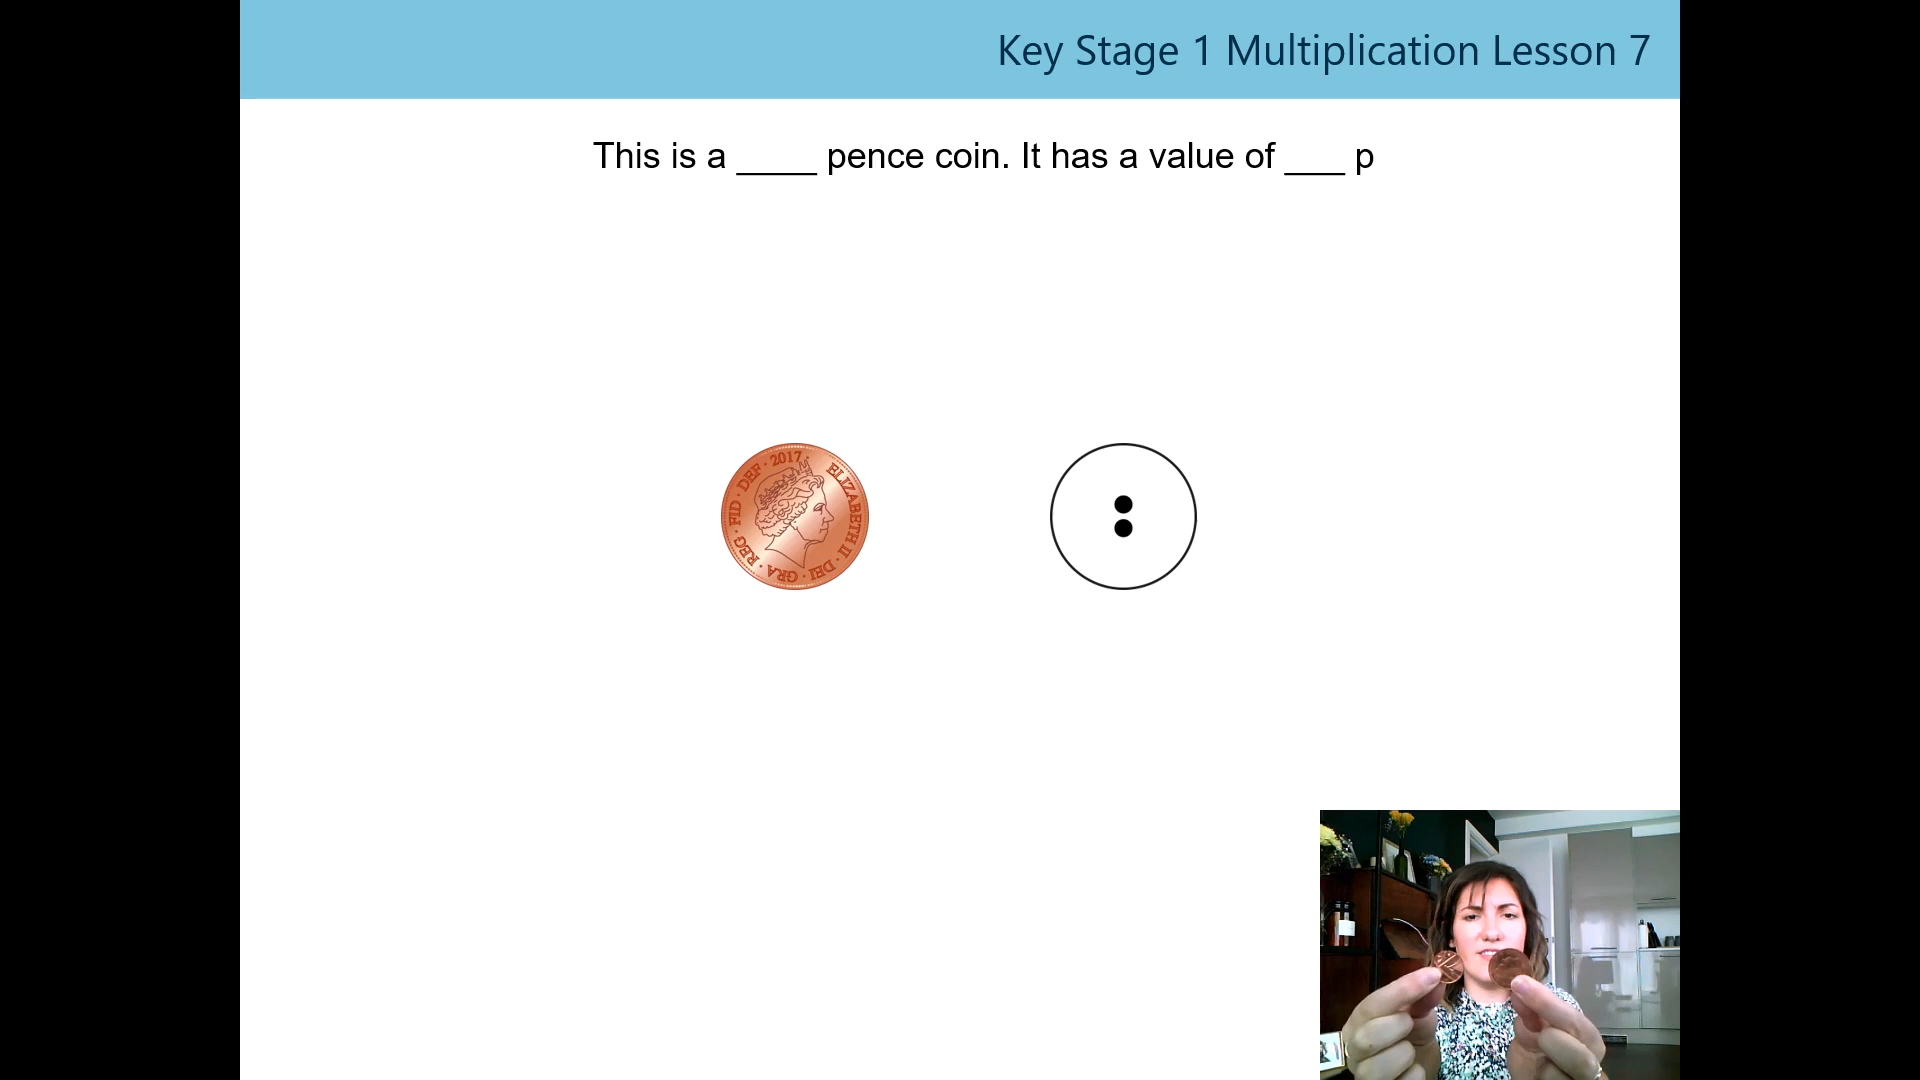 Key Stage 1 Multiplication Lesson 7
This is a ____ pence coin. It has a value of ___ p
ELIZABETH II · DEI · GRA · REG · FID · DEF · 2017 ·